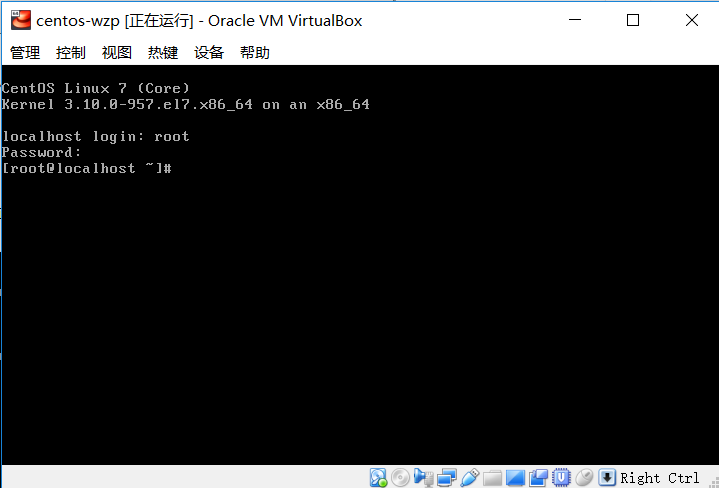 centos-wzp [正在运行] - Oracle VM VirtualBox
管理 控制 视图 热键 设备 帮助
CentOS Linux 7 (Core)
Kernel 3.10.0-957.el7.x86_64 on an x86_64
localhost login: root
Password:
[root@localhost ~]#
Right Ctrl